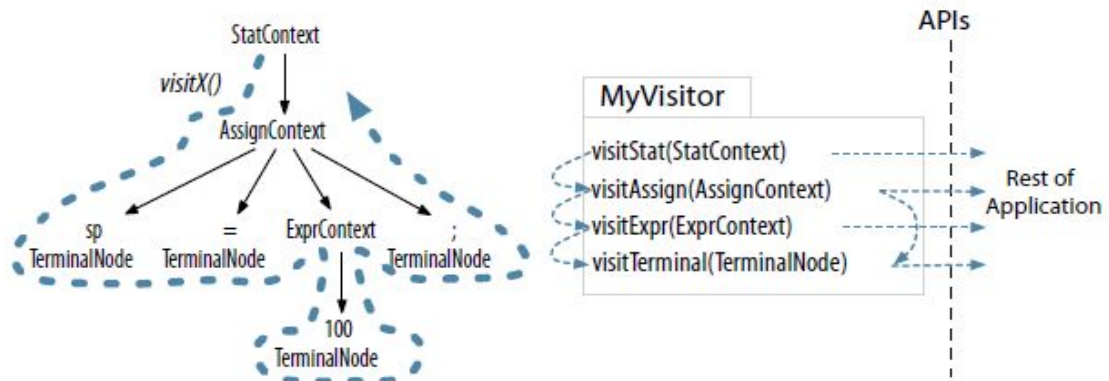 StatContext
visitX()
AssignContext
sp
TerminalNode
=
TerminalNode
ExprContext
;
TerminalNode
100
TerminalNode
APIs
MyVisitor
visitStat(StatContext)
visitAssign(AssignContext)
visitExpr(ExprContext)
visitTerminal(TerminalNode)
Rest of
Application